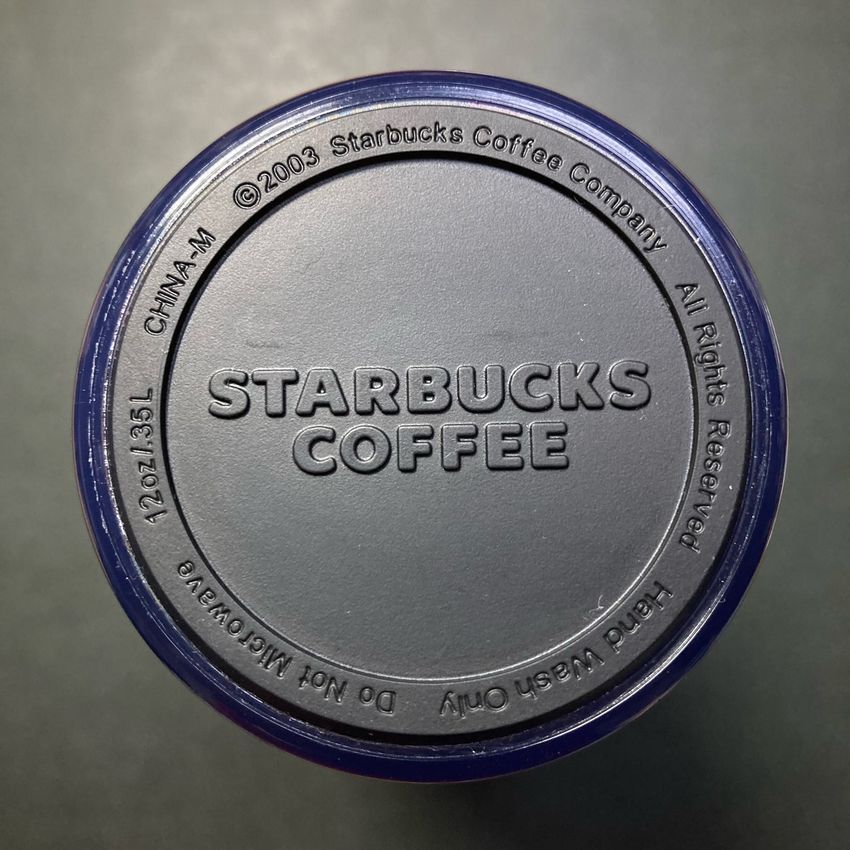 STARBUCKS
COFFEE
©2003 Starbucks Coffee Company
All Rights Reserved
Hand Wash Only
Do Not Microwave
12oz/.35L
CHINA-M